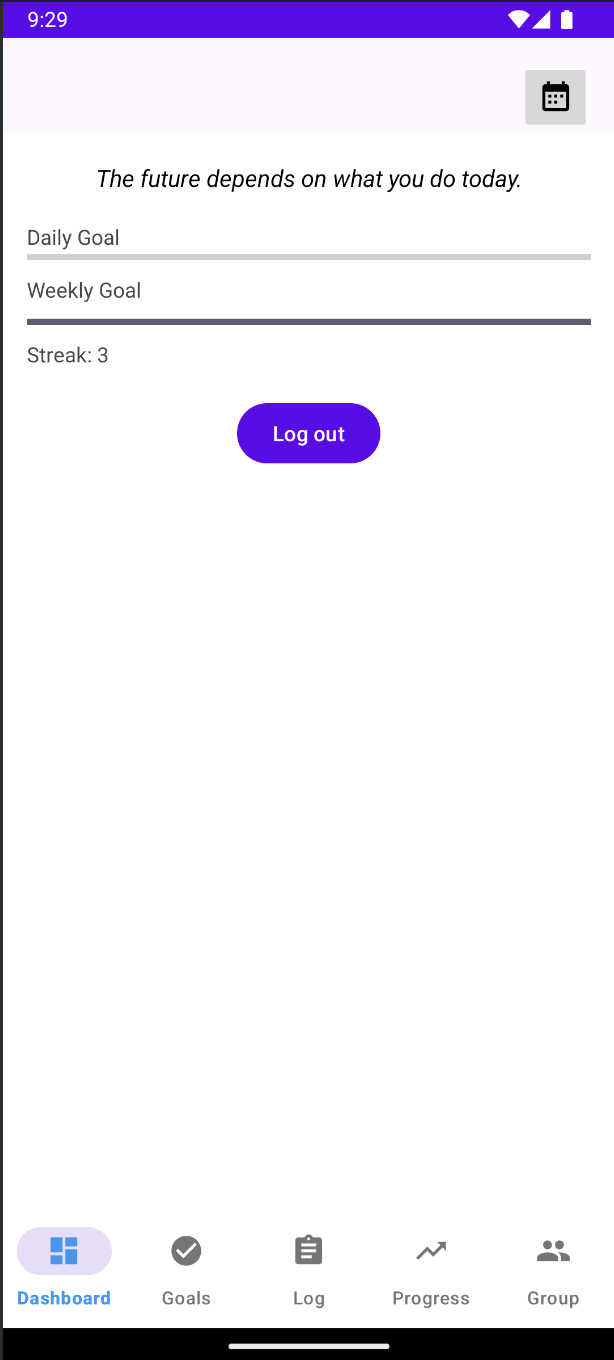 9:29
The future depends on what you do today.
Daily Goal
Weekly Goal
Streak: 3
Log out
Dashboard Goals Log Progress Group